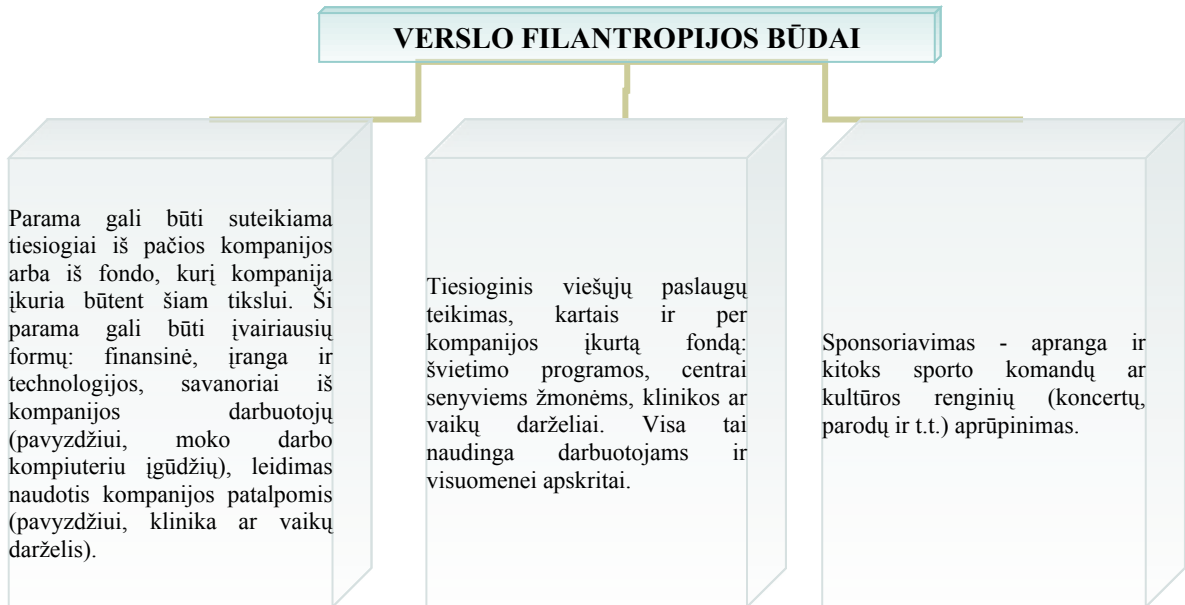 VERSLO FILANTROPIJOS BŪDAI
Parama gali būti suteikiama
tiesiogiai iš pačios kompanijos
arba iš fondo, kurį kompanija
įkuria būtent šiam tikslui. Ši
parama gali būti įvairiausių
formų: finansinė, įranga ir
technologijos, savanoriai iš
kompanijos darbuotojų
(pavyzdžiui, moko darbo
kompiuteriu įgūdžių), leidimas
naudotis kompanijos patalpomis
(pavyzdžiui, klinika ar vaikų
darželis).
Tiesioginis viešųjų paslaugų
teikimas, kartais ir per
kompanijos įkurtą fondą:
švietimo programos, centrai
senyviems žmonėms, klinikos ar
vaikų darželiai. Visa tai
naudinga darbuotojams ir
visuomenei apskritai.
Sponsoriavimas - apranga ir
kitoks sporto komandų ar
kultūros renginių (koncertų,
parodų ir t.t.) aprūpinimas.